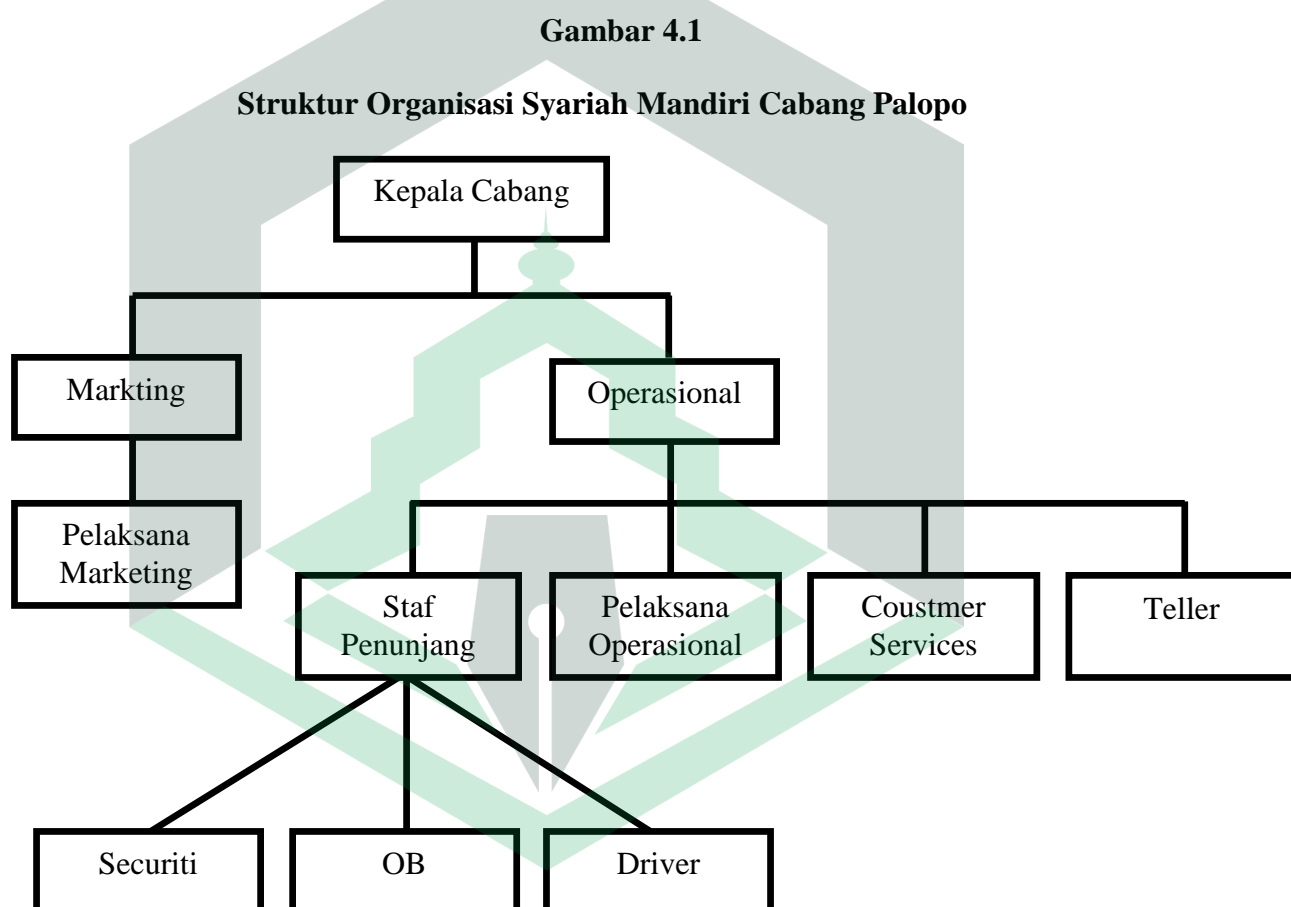 Gambar 4.1
Struktur Organisasi Syariah Mandiri Cabang Palopo
Kepala Cabang
Markting
Operasional
Pelaksana
Marketing
Staf
Penunjang
Pelaksana
Operasional
Coustmer
Services
Teller
Securiti
OB
Driver